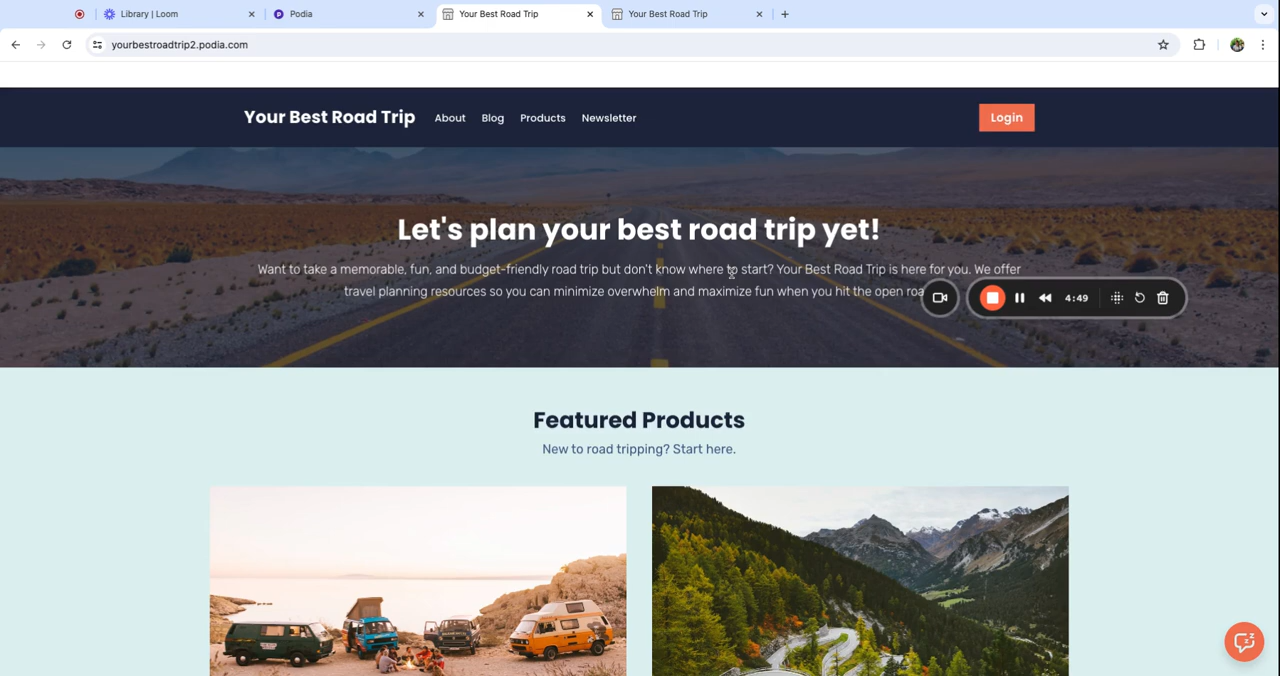 Library | Loom
Podia
Your Best Road Trip
Your Best Road Trip
yourbestroadtrip2.podia.com
Your Best Road Trip
About
Blog
Products
Newsletter
Login
Let's plan your best road trip yet!
Want to take a memorable, fun, and budget-friendly road trip but don't know where to start? Your Best Road Trip is here for you. We offer
travel planning resources so you can minimize overwhelm and maximize fun when you hit the open
4:49
Featured Products
New to road tripping? Start here.